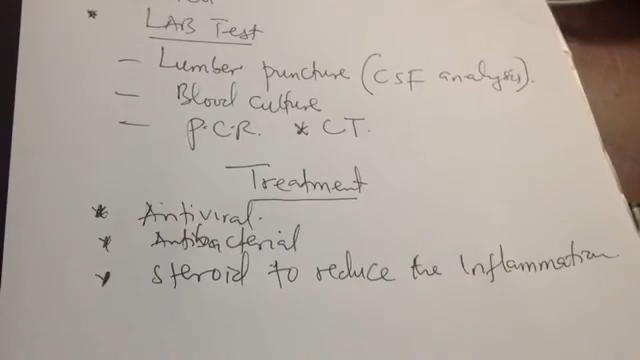 * LAB Test
– Lumber puncture (CSF analysis).
– Blood culture
– P.C.R. * CT.
Treatment
* Antiviral.
* Antibacterial
* Steroid to reduce the Inflammation